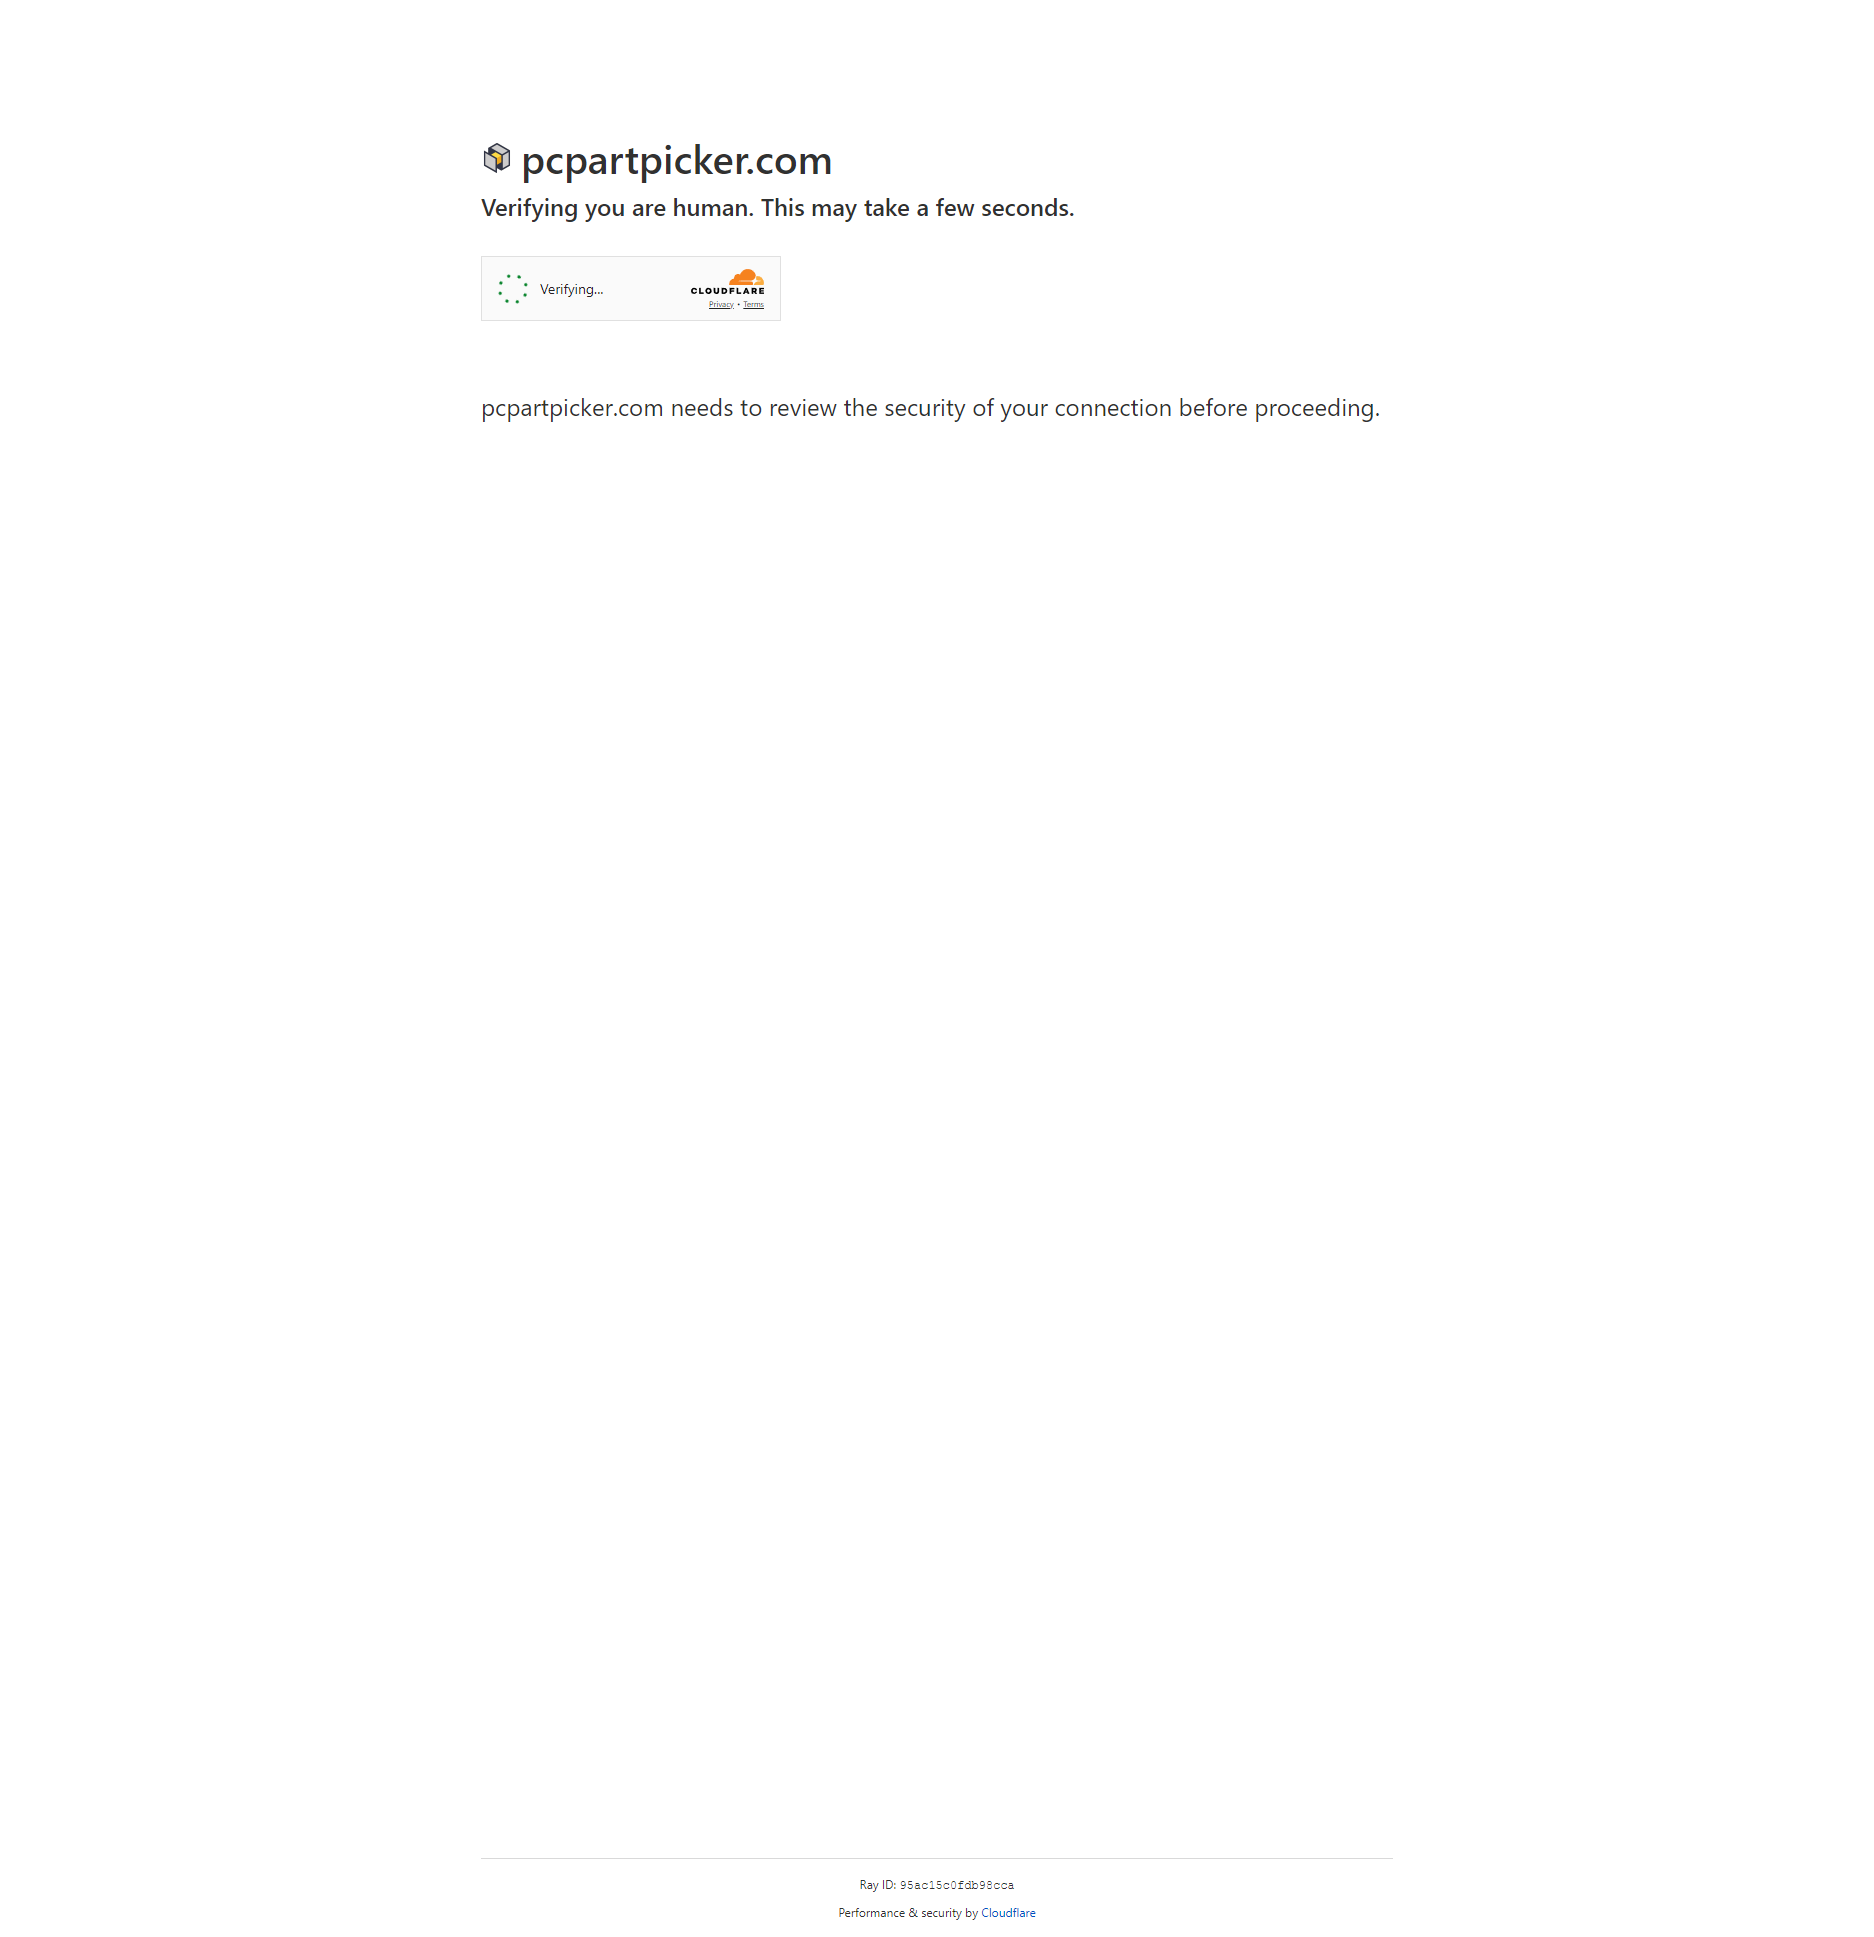 pcpartpicker.com
Verifying you are human. This may take a few seconds.
Verifying...
CLOUDFLARE
Privacy • Terms
pcpartpicker.com needs to review the security of your connection before proceeding.
Ray ID: 95ac15c0fdb98cca
Performance & security by Cloudflare